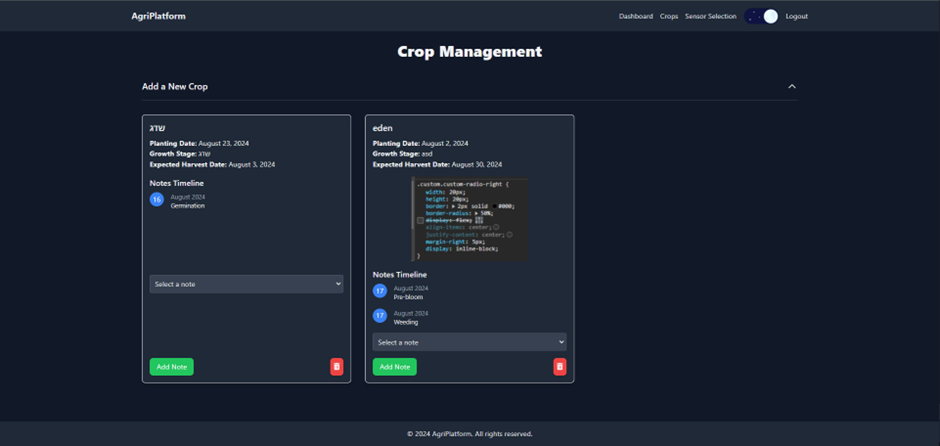 AgriPlatform
Dashboard Crops Sensor Selection Logout
Crop Management
Add a New Crop
שדג
Planting Date: August 23, 2024
Growth Stage: שדג
Expected Harvest Date: August 3, 2024
Notes Timeline
16 August 2024
Germination
Select a note
Add Note
eden
Planting Date: August 2, 2024
Growth Stage: asd
Expected Harvest Date: August 30, 2024
.custom.custom-radio-right {
width: 20px;
height: 20px;
border: 2px solid #000;
border-radius: 50%;
display: flex;
align-items: center;
justify-content: center;
margin-right: 5px;
display: inline-block;
}
Notes Timeline
17 August 2024
Pre-bloom
17 August 2024
Weeding
Select a note
Add Note
© 2024 AgriPlatform. All rights reserved.